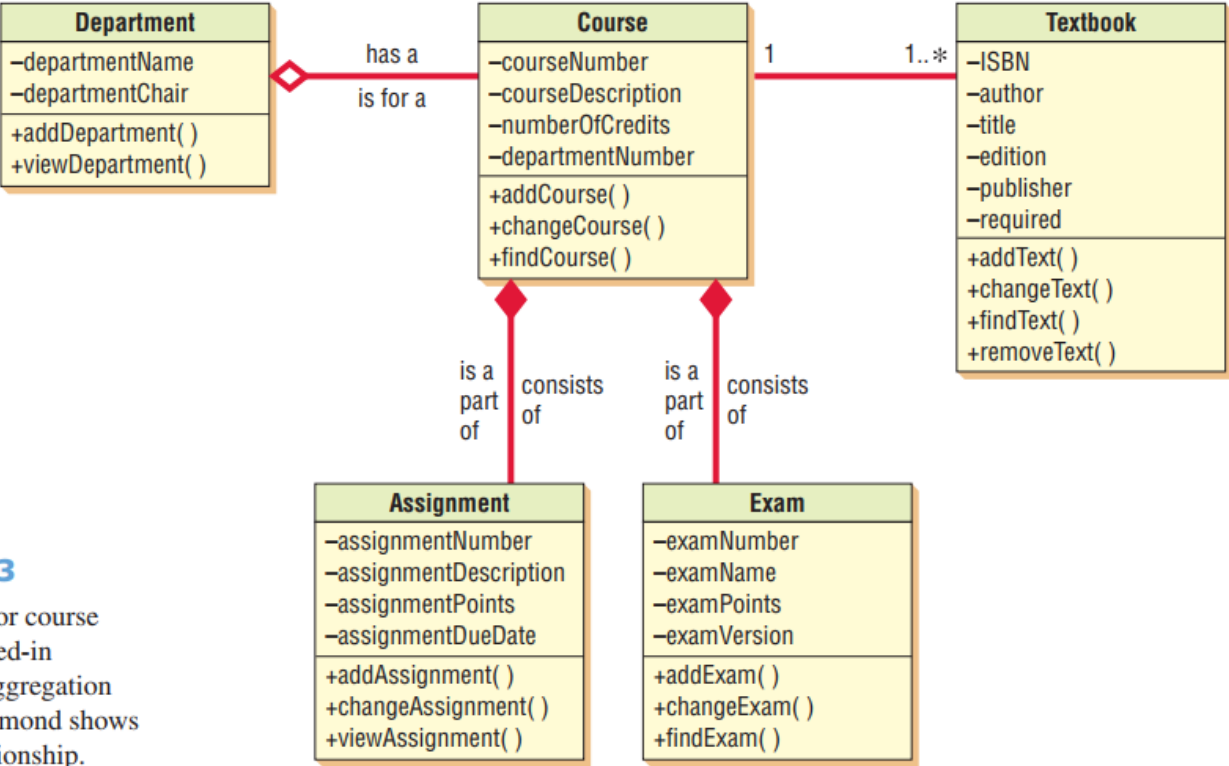 Department
–departmentName
–departmentChair
+addDepartment( )
+viewDepartment( )
has a
is for a
Course
–courseNumber
–courseDescription
–numberOfCredits
–departmentNumber
+addCourse( )
+changeCourse( )
+findCourse( )
1
1..*
Textbook
–ISBN
–author
–title
–edition
–publisher
–required
+addText( )
+changeText( )
+findText( )
+removeText( )
is a
part
of
consists
of
is a
part
of
consists
of
Assignment
–assignmentNumber
–assignmentDescription
–assignmentPoints
–assignmentDueDate
+addAssignment( )
+changeAssignment( )
+viewAssignment( )
Exam
–examNumber
–examName
–examPoints
–examVersion
+addExam( )
+changeExam( )
+findExam( )
3
or course
ed-in
ggregation
mond shows
ionship.